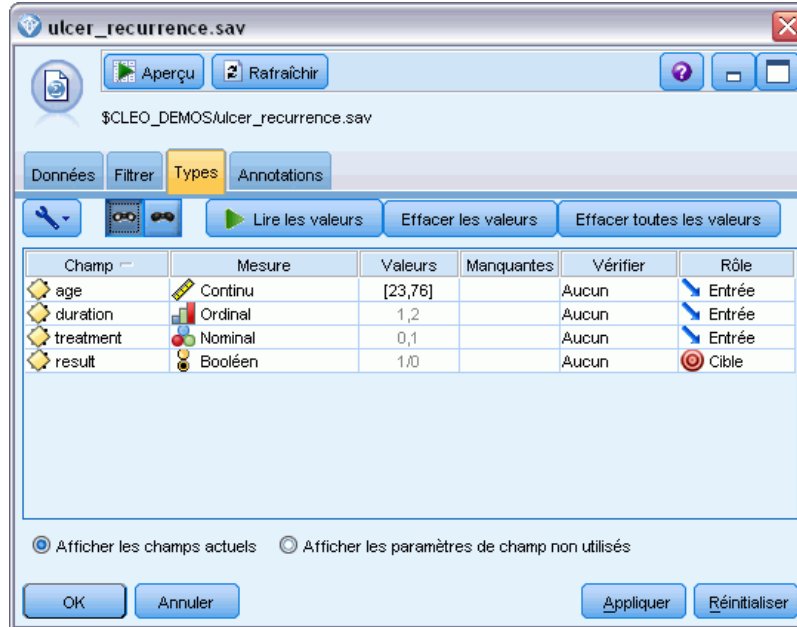 ulcer_recurrence.sav
Aperçu Rafraîchir
$CLEO_DEMOS/ulcer_recurrence.sav
Données Filtrer Types Annotations
Lire les valeurs Effacer les valeurs Effacer toutes les valeurs
Champ Mesure Valeurs Manquantes Vérifier Rôle
age Continu [23,76] Aucun Entrée
duration Ordinal 1,2 Aucun Entrée
treatment Nominal 0,1 Aucun Entrée
result Booléen 1/0 Aucun Cible
Afficher les champs actuels Afficher les paramètres de champ non utilisés
OK Annuler Appliquer Réinitialiser